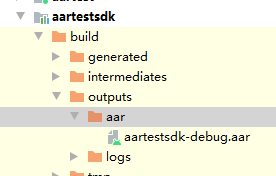 aartestsdk
build
generated
intermediates
outputs
aar
aartestsdk-debug.aar
logs